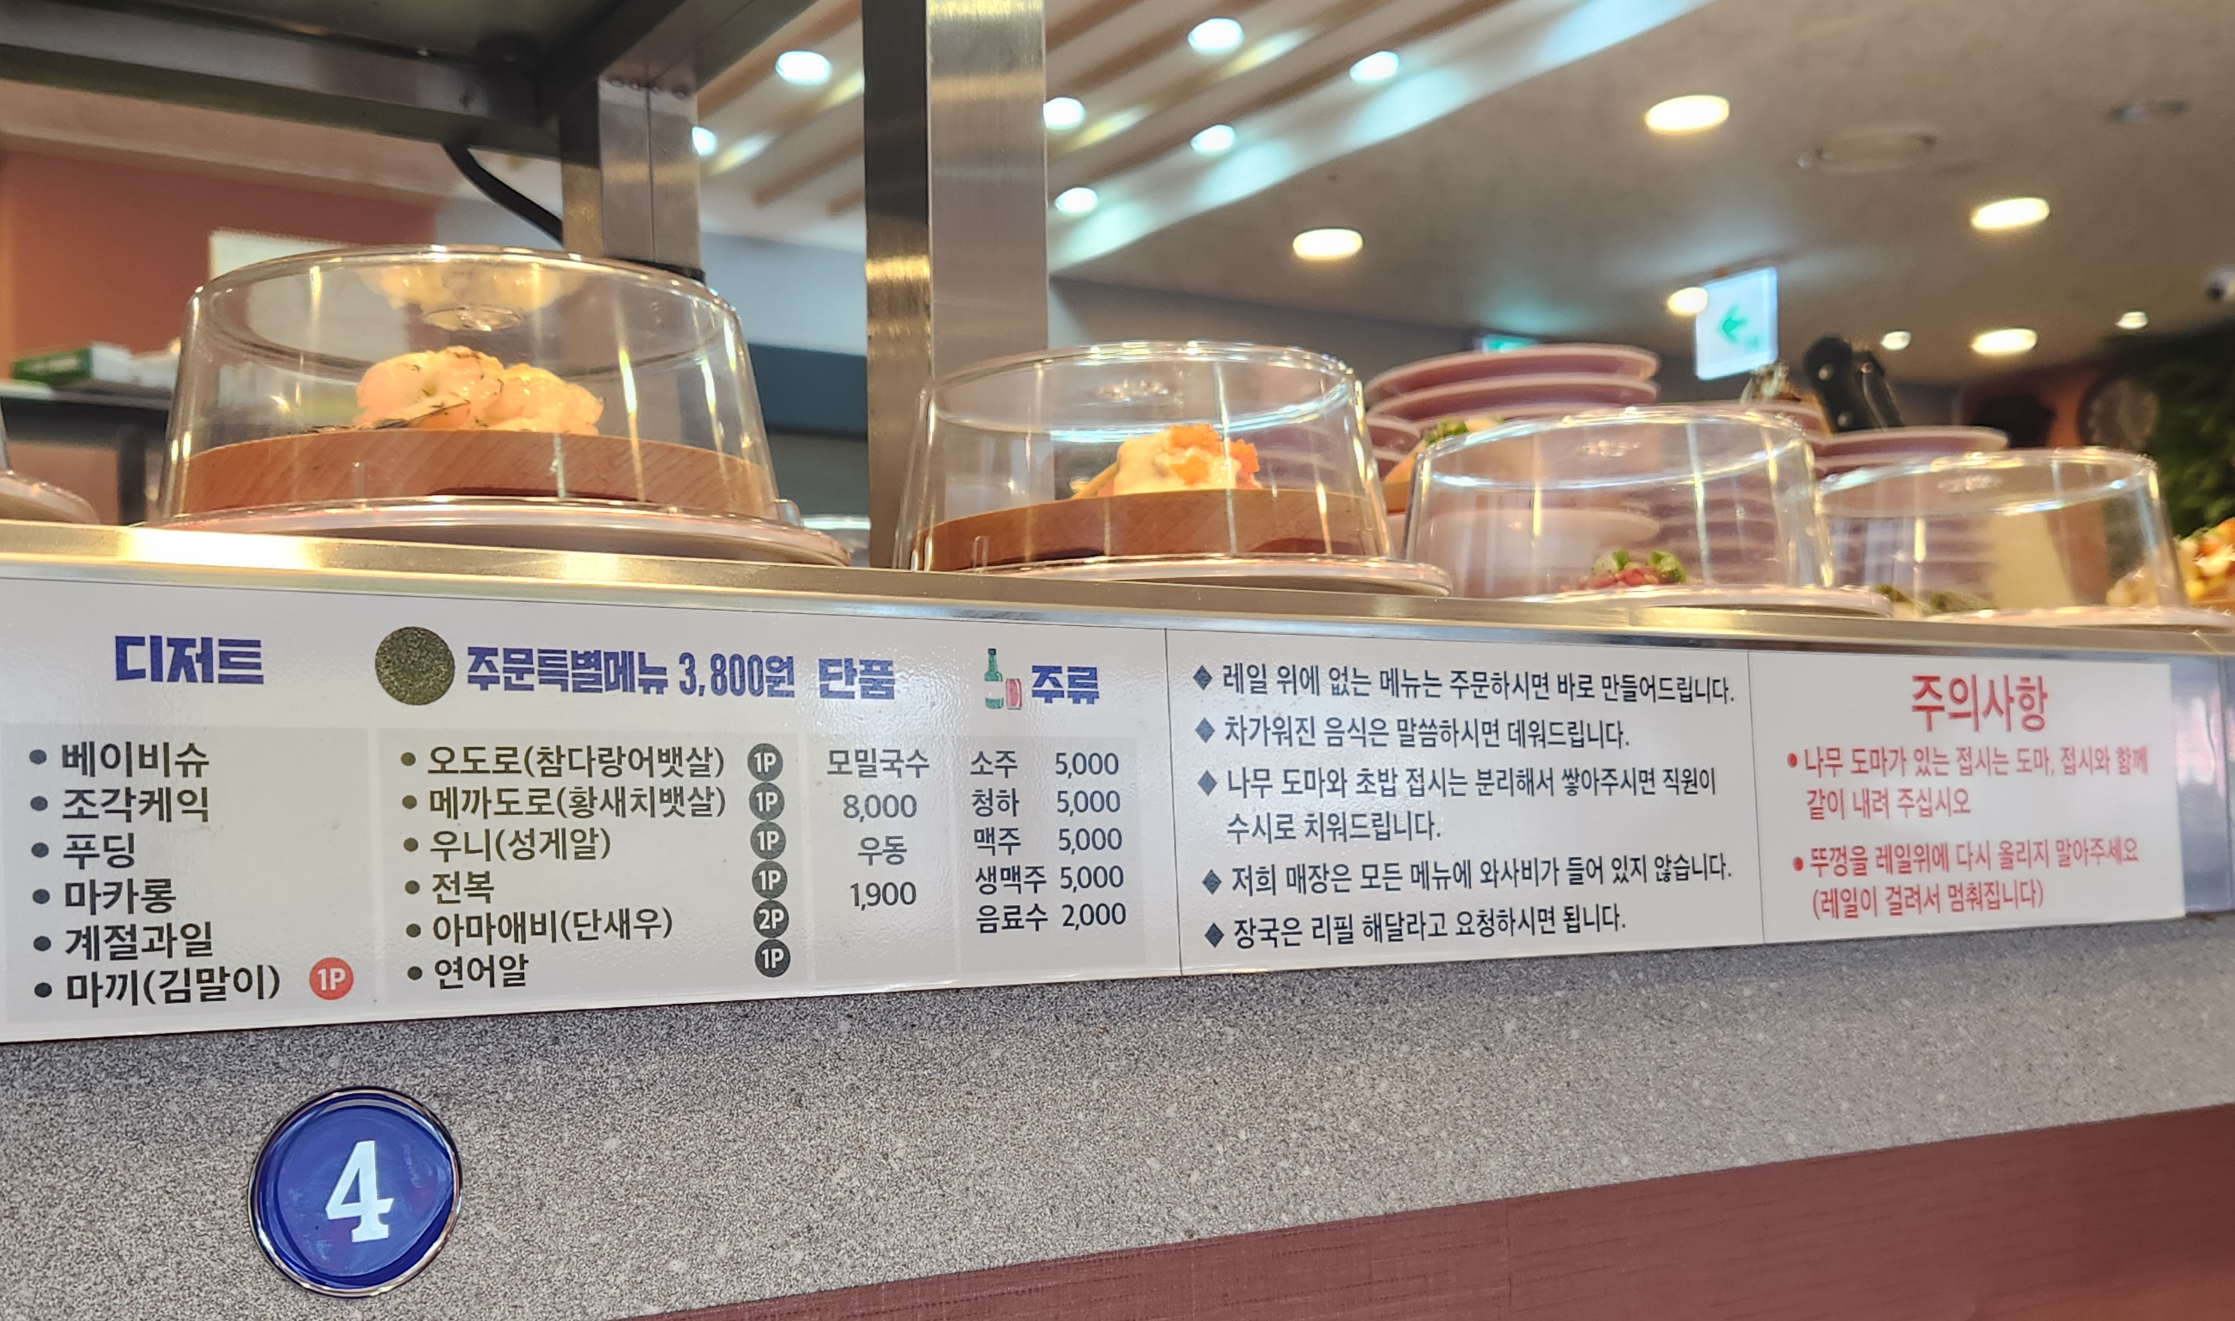 디저트
베이비슈
조각케익
푸딩
마카롱
계절과일
마끼(김말이) 1P
주문특별메뉴 3,800원
오도로(참다랑어뱃살) 1P
메까도로(황새치뱃살) 1P
우니(성게알) 1P
전복 1P
아마애비(단새우) 2P
연어알 1P
단품
모밀국수
8,000
우동
1,900
주류
소주 5,000
청하 5,000
맥주 5,000
생맥주 5,000
음료수 2,000
◆ 레일 위에 없는 메뉴는 주문하시면 바로 만들어드립니다.
◆ 차가워진 음식은 말씀하시면 데워드립니다.
◆ 나무 도마와 초밥 접시는 분리해서 쌓아주시면 직원이
수시로 치워드립니다.
◆ 저희 매장은 모든 메뉴에 와사비가 들어 있지 않습니다.
◆ 장국은 리필 해달라고 요청하시면 됩니다.
주의사항
• 나무 도마가 있는 접시는 도마, 접시와 함께
같이 내려 주십시오
• 뚜껑을 레일위에 다시 올리지 말아주세요
(레일이 걸려서 멈춰집니다)
4